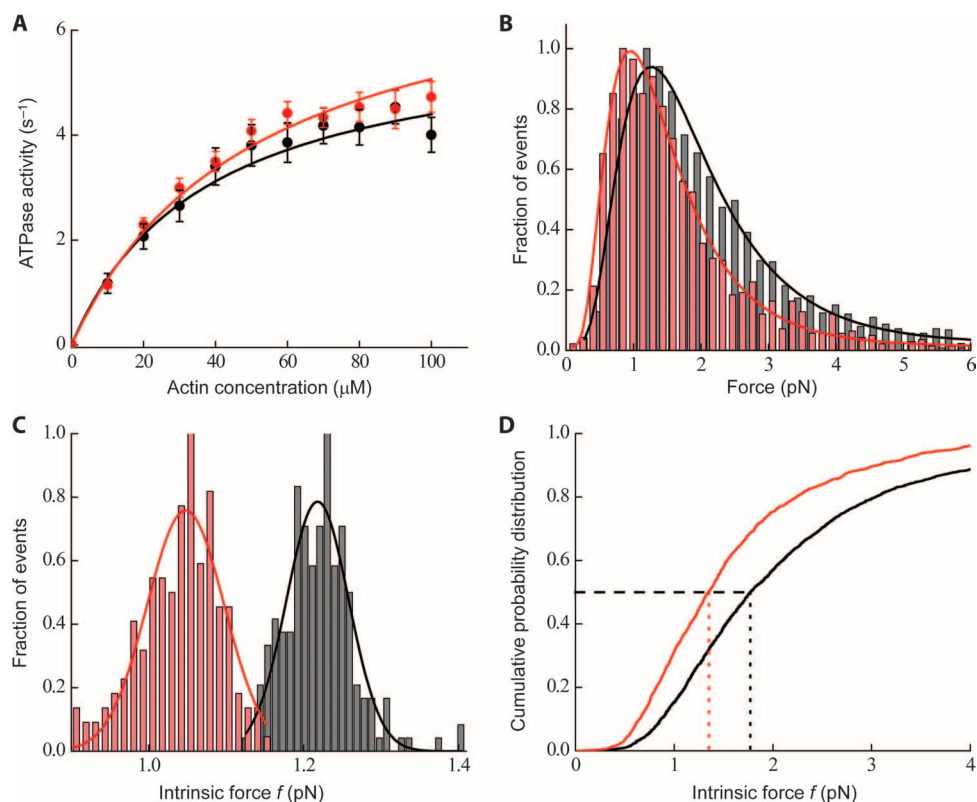 A
6
4
2
0
ATPase activity (s⁻¹)
0 20 40 60 80 100
Actin concentration (μM)
B
1.0
0.8
0.6
0.4
0.2
0.0
Fraction of events
0 1 2 3 4 5 6
Force (pN)
C
1.0
0.8
0.6
0.4
0.2
0.0
Fraction of events
1.0 1.2 1.4
Intrinsic force f (pN)
D
1.0
0.8
0.6
0.4
0.2
0.0
Cumulative probability distribution
0 1 2 3 4
Intrinsic force f (pN)